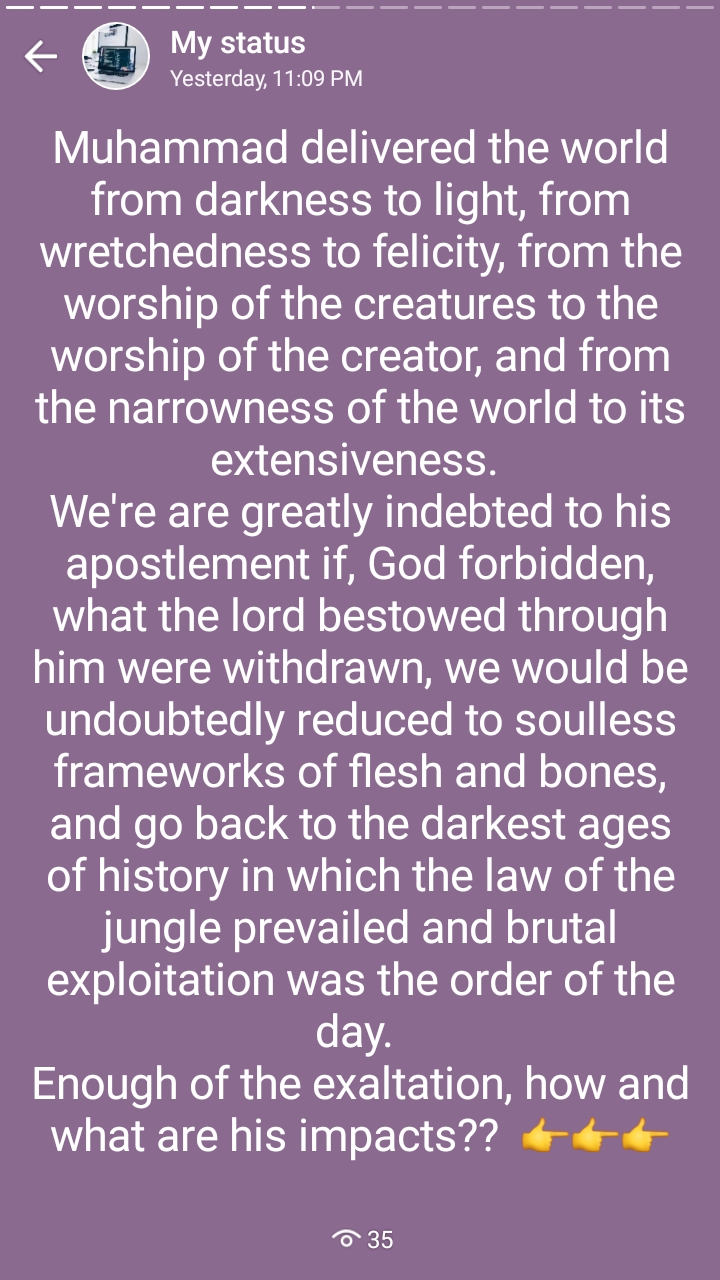 My status
Yesterday, 11:09 PM
Muhammad delivered the world
from darkness to light, from
wretchedness to felicity, from the
worship of the creatures to the
worship of the creator, and from
the narrowness of the world to its
extensiveness.
We're are greatly indebted to his
apostlement if, God forbidden,
what the lord bestowed through
him were withdrawn, we would be
undoubtedly reduced to soulless
frameworks of flesh and bones,
and go back to the darkest ages
of history in which the law of the
jungle prevailed and brutal
exploitation was the order of the
day.
Enough of the exaltation, how and
what are his impacts?? 👉👉👉
35